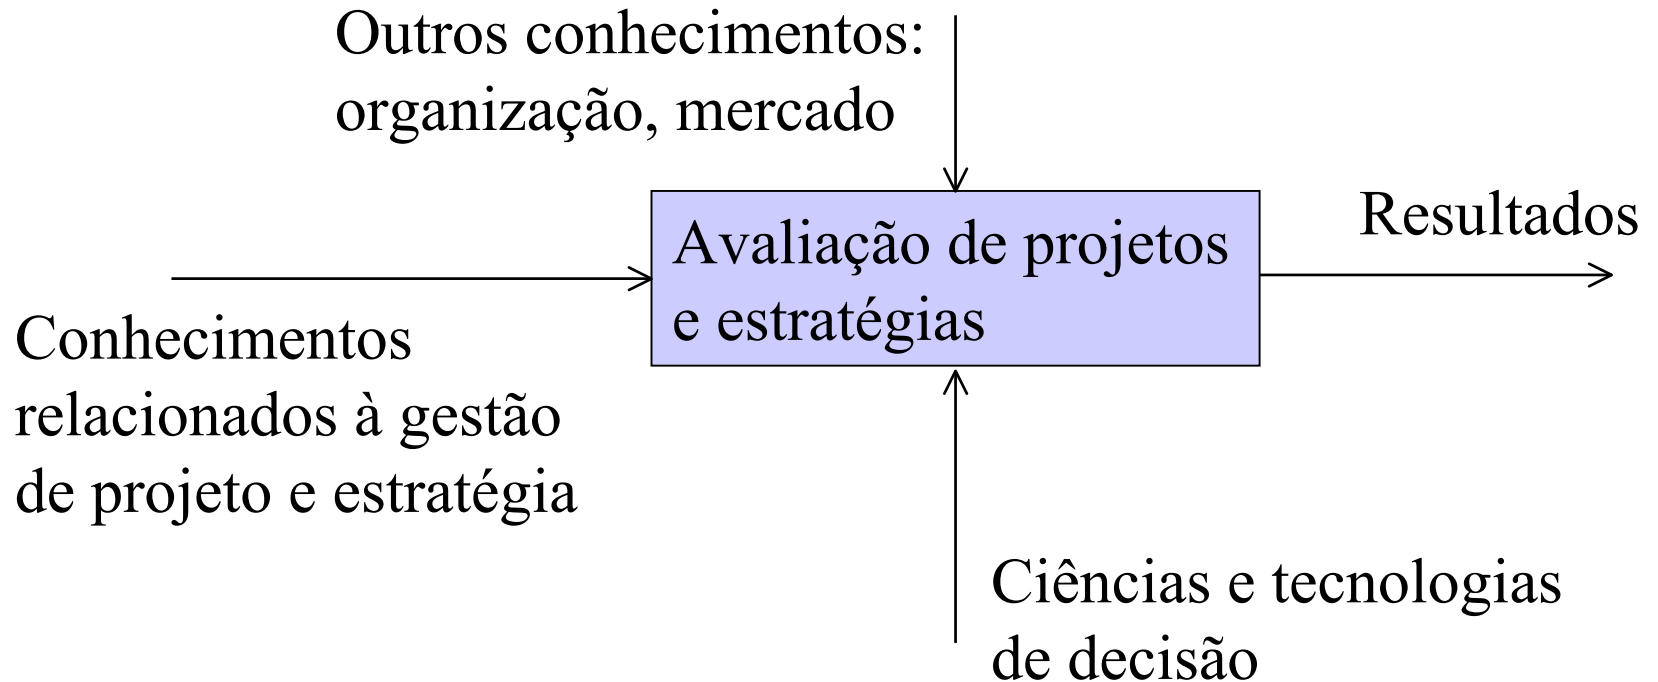 Outros conhecimentos:
organização, mercado
Resultados
Avaliação de projetos
e estratégias
Conhecimentos
relacionados à gestão
de projeto e estratégia
Ciências e tecnologias
de decisão